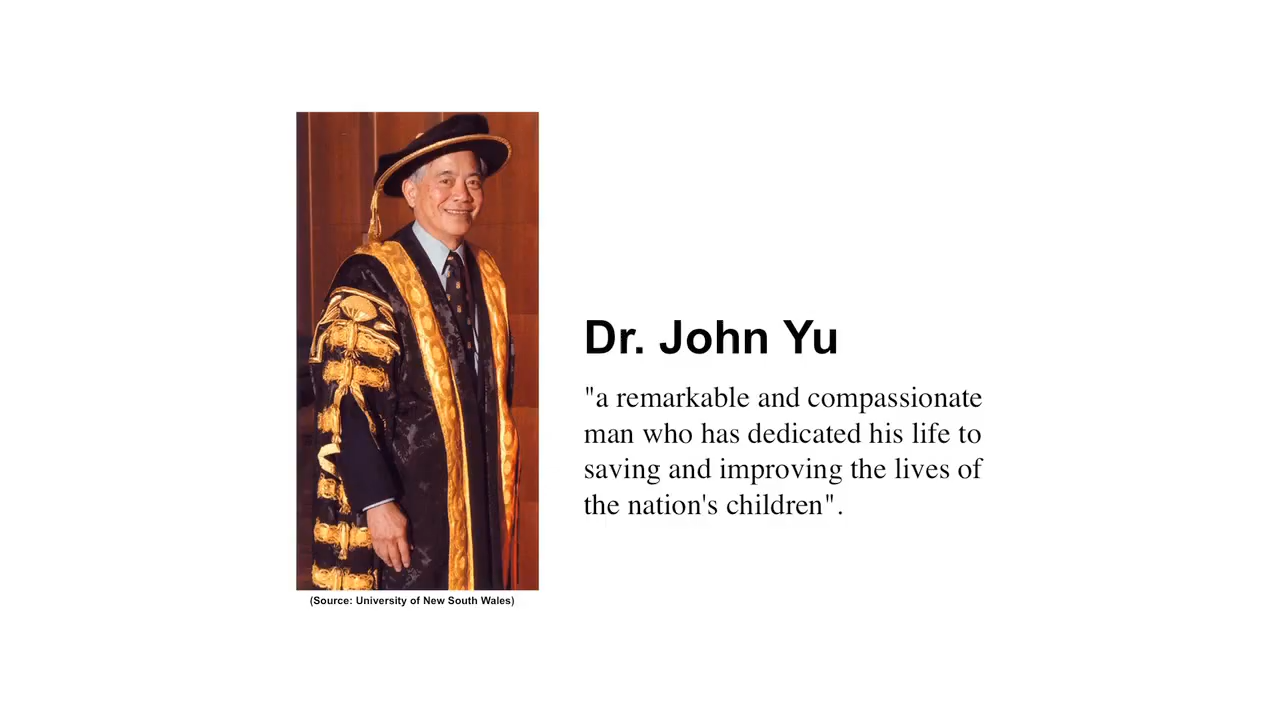 Dr. John Yu
"a remarkable and compassionate
man who has dedicated his life to
saving and improving the lives of
the nation's children".
(Source: University of New South Wales)